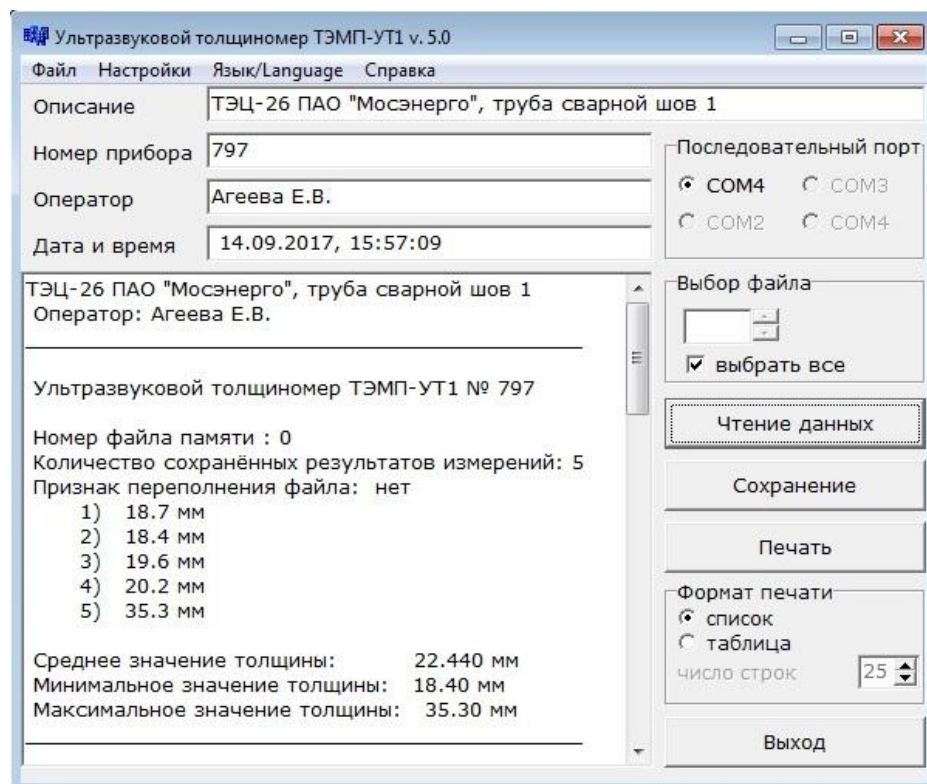 Ультразвуковой толщиномер ТЭМП-УТ1 v. 5.0
Файл Настройки Язык/Language Справка
Описание ТЭЦ-26 ПАО "Мосэнерго", труба сварной шов 1
Номер прибора 797
Оператор Агеева Е.В.
Дата и время 14.09.2017, 15:57:09
Последовательный порт
COM4 COM3
COM2 COM4
ТЭЦ-26 ПАО "Мосэнерго", труба сварной шов 1
Оператор: Агеева Е.В.
Ультразвуковой толщиномер ТЭМП-УТ1 № 797
Номер файла памяти : 0
Количество сохранённых результатов измерений: 5
Признак переполнения файла: нет
1) 18.7 мм
2) 18.4 мм
3) 19.6 мм
4) 20.2 мм
5) 35.3 мм
Среднее значение толщины: 22.440 мм
Минимальное значение толщины: 18.40 мм
Максимальное значение толщины: 35.30 мм
Выбор файла
выбрать все
Чтение данных
Сохранение
Печать
Формат печати
список
таблица
число строк 25
Выход